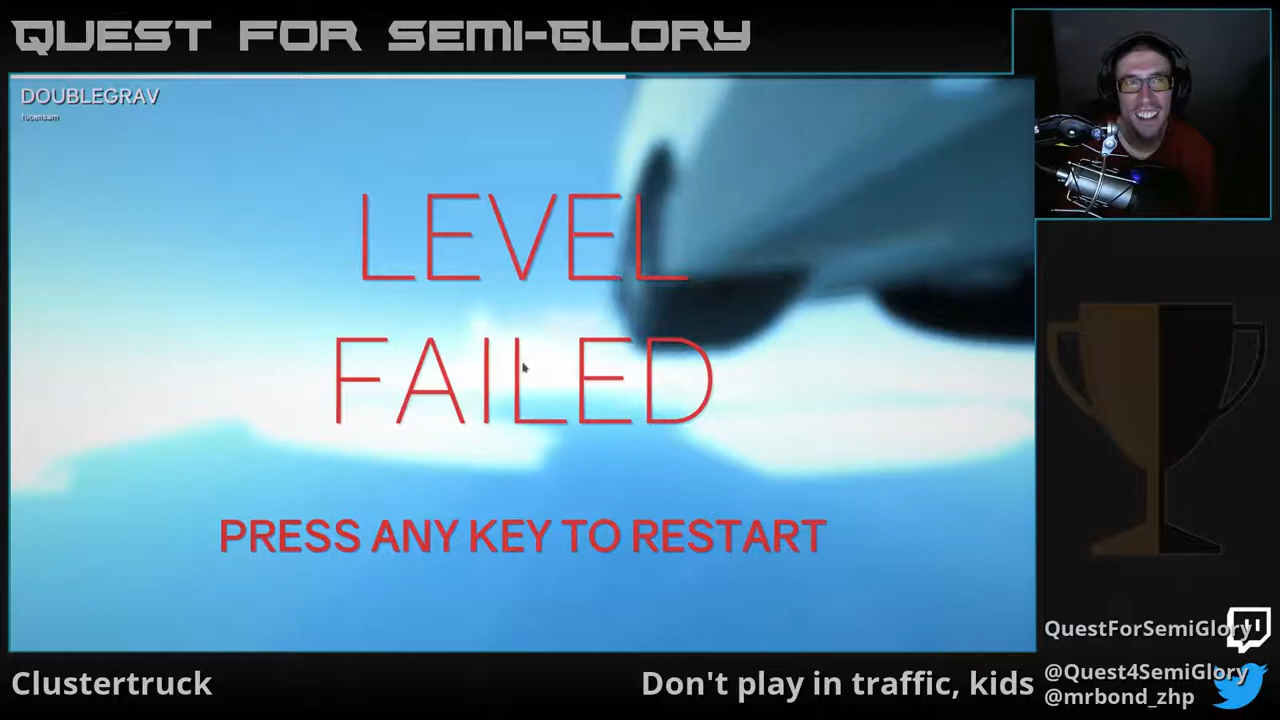 QUEST FOR SEMI-GLORY
DOUBLEGRAV
LEVEL
FAILED
PRESS ANY KEY TO RESTART
QuestForSemiGlory
@Quest4SemiGlory
@mrbond_zhp
Clustertruck
Don't play in traffic, kids